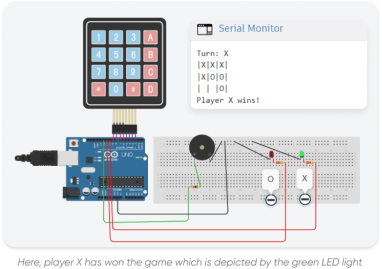 1 2 3 A
4 5 6 B
7 8 9 C
* 0 # D
Serial Monitor
Turn: X
|X|X|X|
|X|O|O|
| | |O|
Player X wins!
UNO
O
X
Here, player X has won the game which is depicted by the green LED light